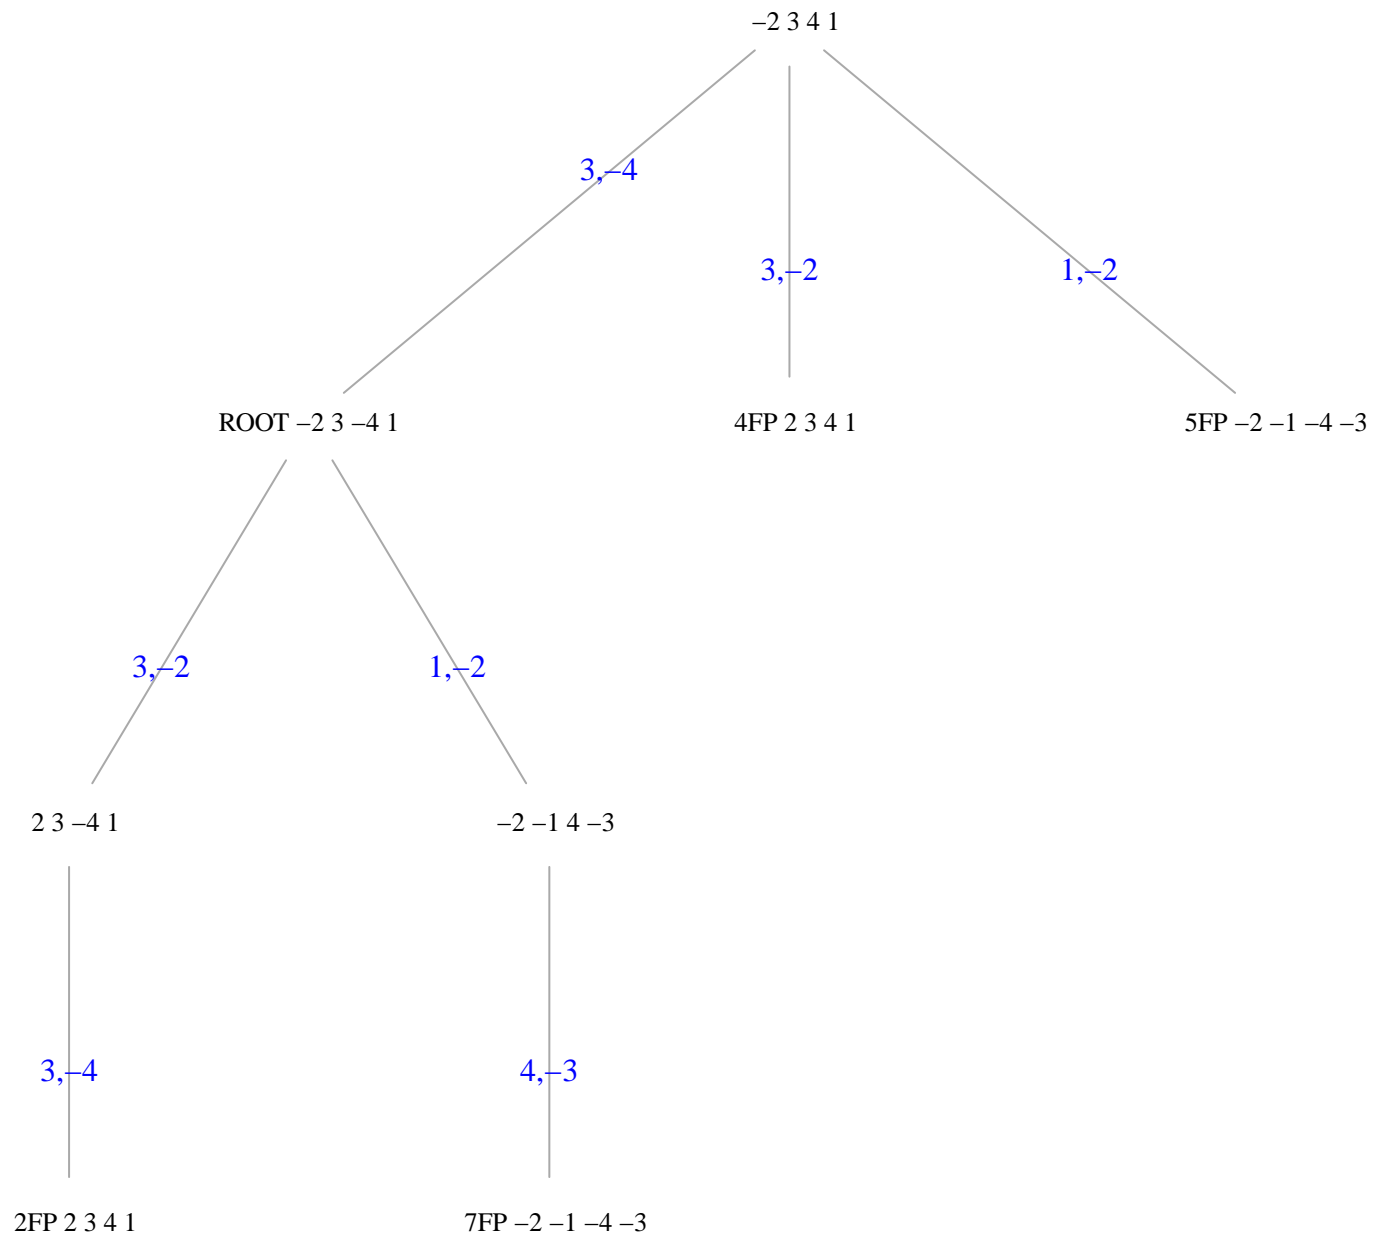 –2 3 4 1
3,–4
3,–2
1,–2
ROOT –2 3 –4 1
4FP 2 3 4 1
5FP –2 –1 –4 –3
3,–2
1,–2
2 3 –4 1
–2 –1 4 –3
3,–4
4,–3
2FP 2 3 4 1
7FP –2 –1 –4 –3